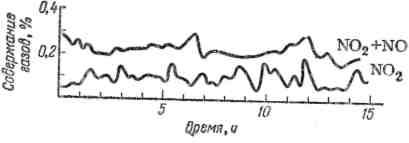 0,4
0,2
Содержание
газов, %
NO₂+NO
NO₂
5
10
15
Время, ч